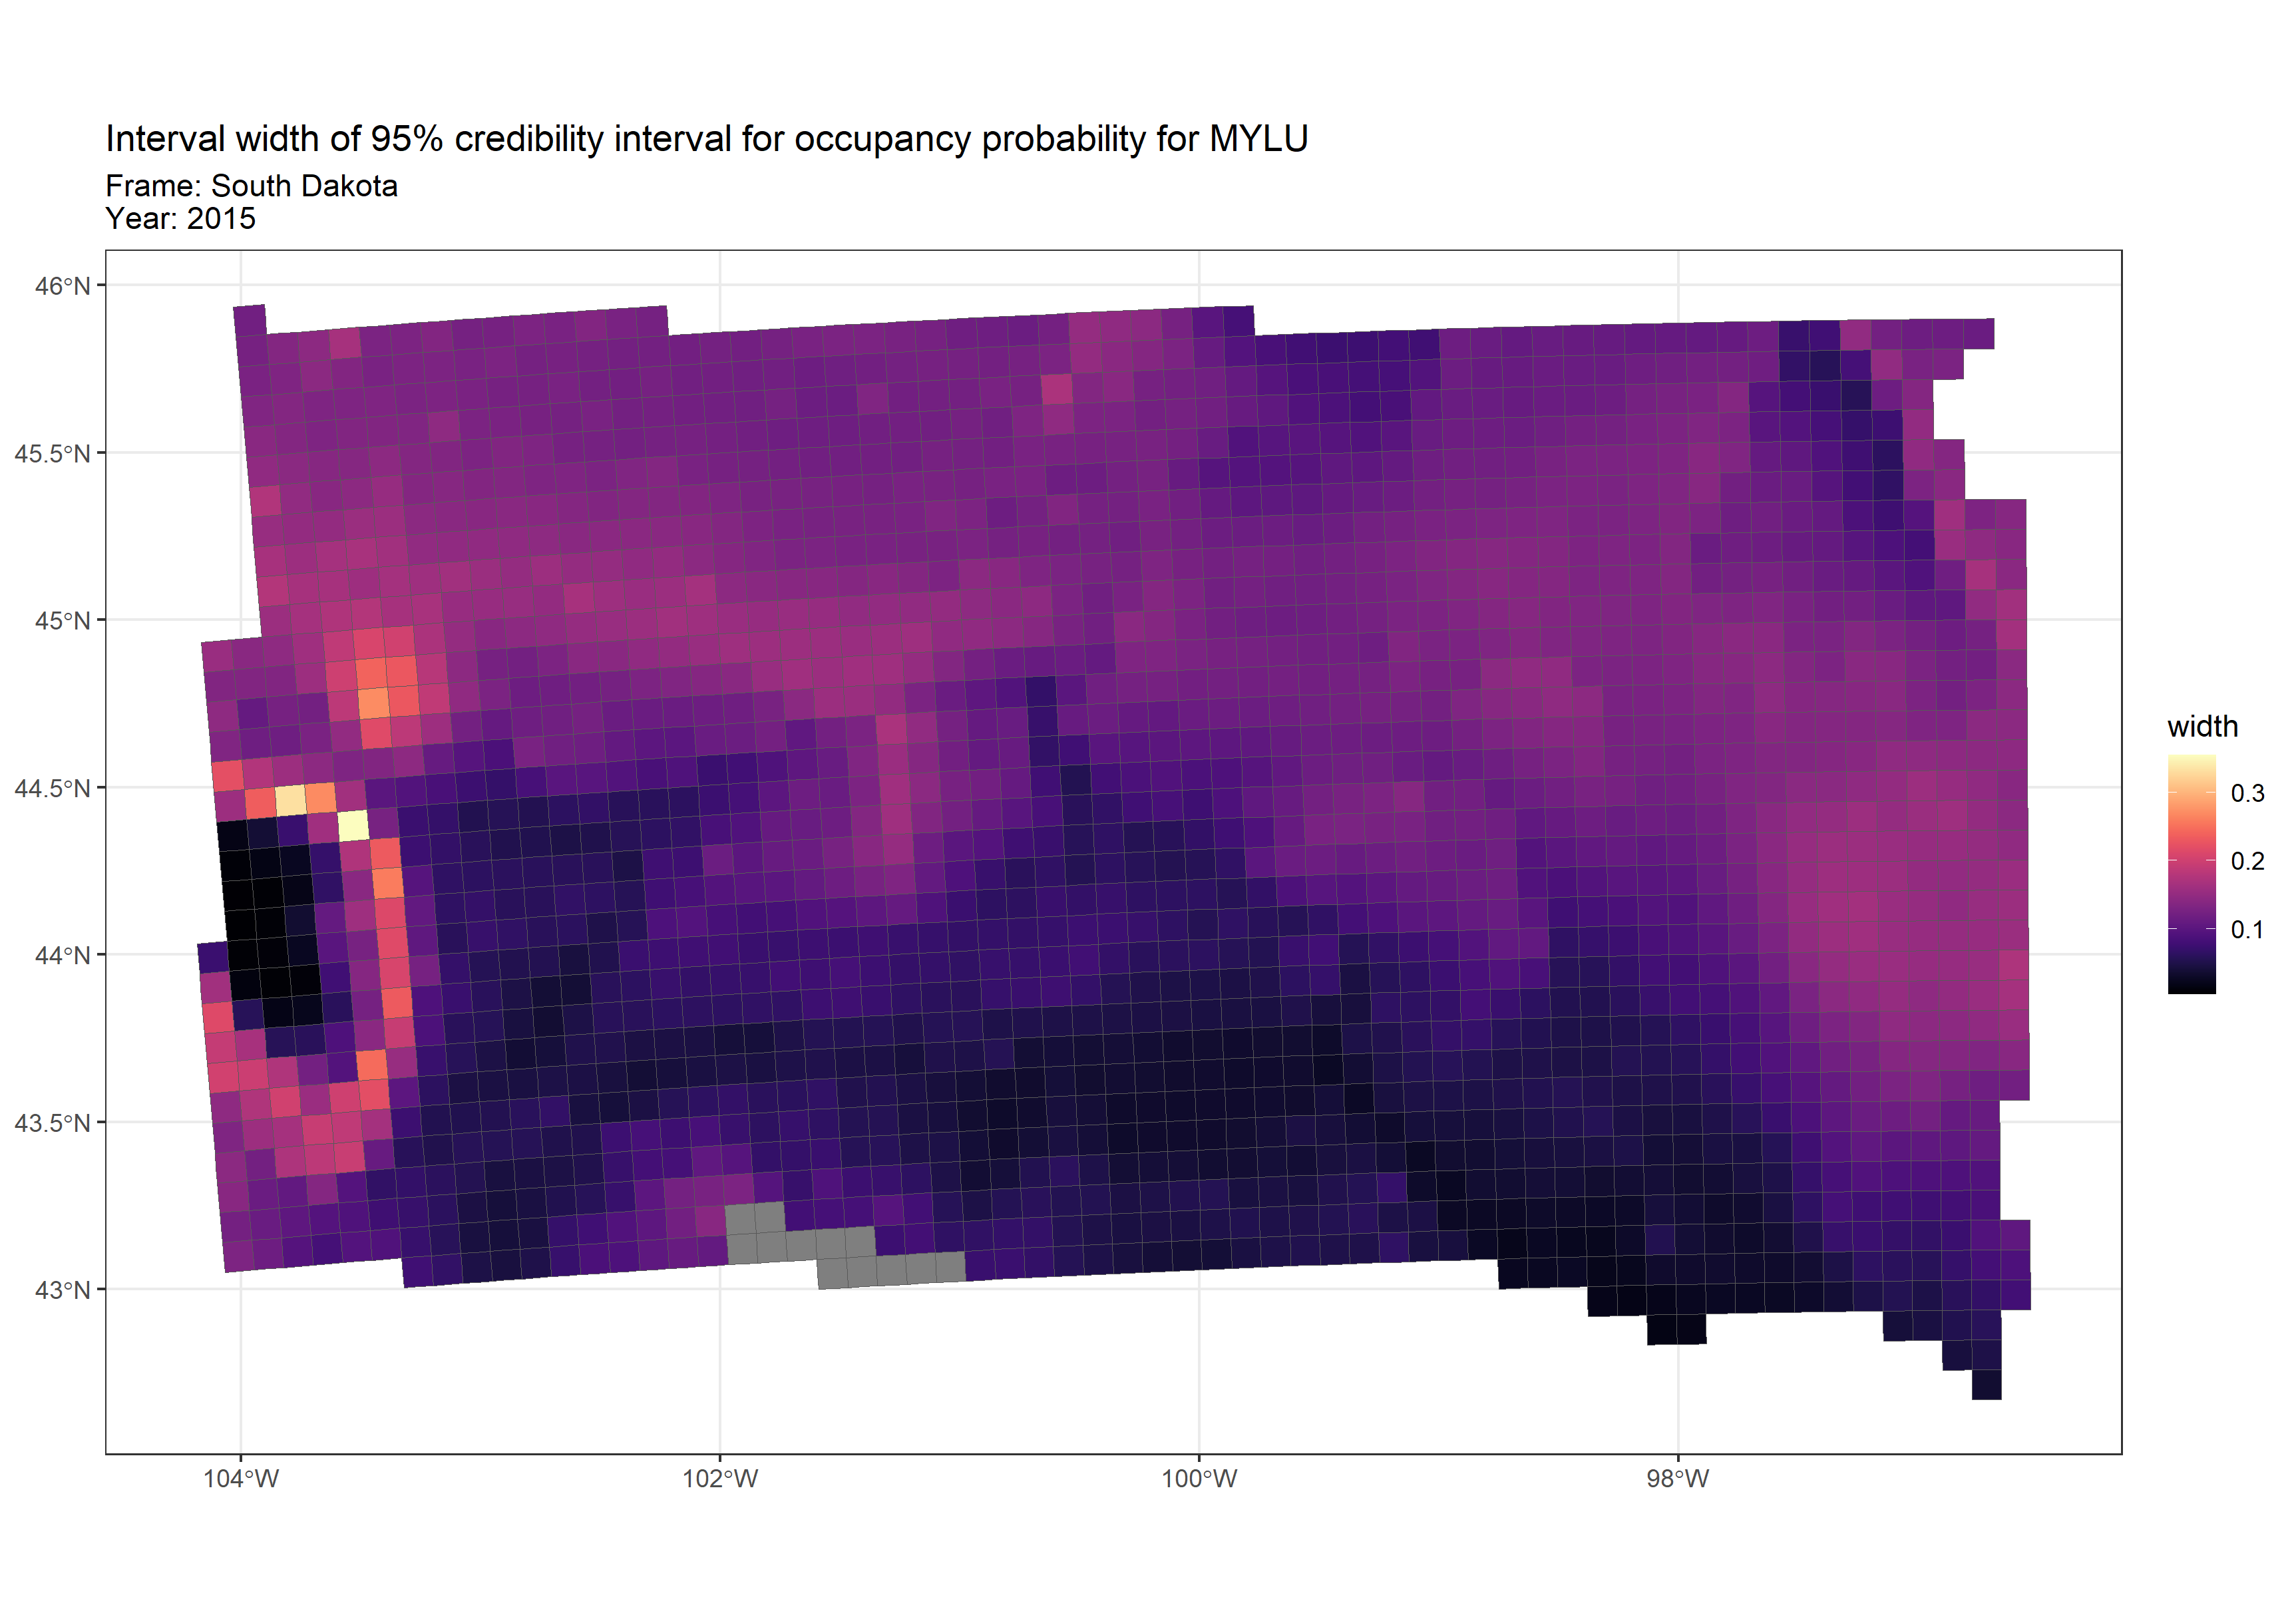 Interval width of 95% credibility interval for occupancy probability for MYLU
Frame: South Dakota
Year: 2015
46°N
45.5°N
45°N
44.5°N
44°N
43.5°N
43°N
104°W
102°W
100°W
98°W
width
0.3
0.2
0.1